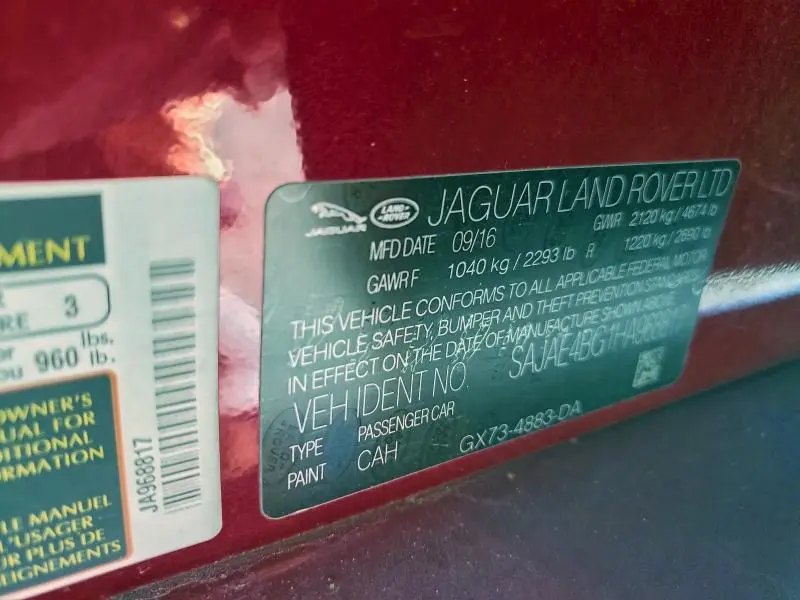 MENT
3
RE
lbs.
ou 960 lb.
OWNER'S
UAL FOR
DITIONAL
RMATION
LE MANUEL
L'USAGER
UR PLUS DE
LIGNEMENTS
JA968817
JAGUAR
LAND-ROVER
JAGUAR LAND ROVER LTD
MFD DATE 09/16 GVWR 2120 kg / 4674 lb
GAWR F 1040 kg / 2293 lb R 1220 kg / 2690 lb
THIS VEHICLE CONFORMS TO ALL APPLICABLE FEDERAL MOTOR
VEHICLE SAFETY, BUMPER AND THEFT PREVENTION STANDARDS
IN EFFECT ON THE DATE OF MANUFACTURE SHOWN ABOVE.
VEH IDENT NO.
TYPE PASSENGER CAR
PAINT CAH GX73-4883-DA